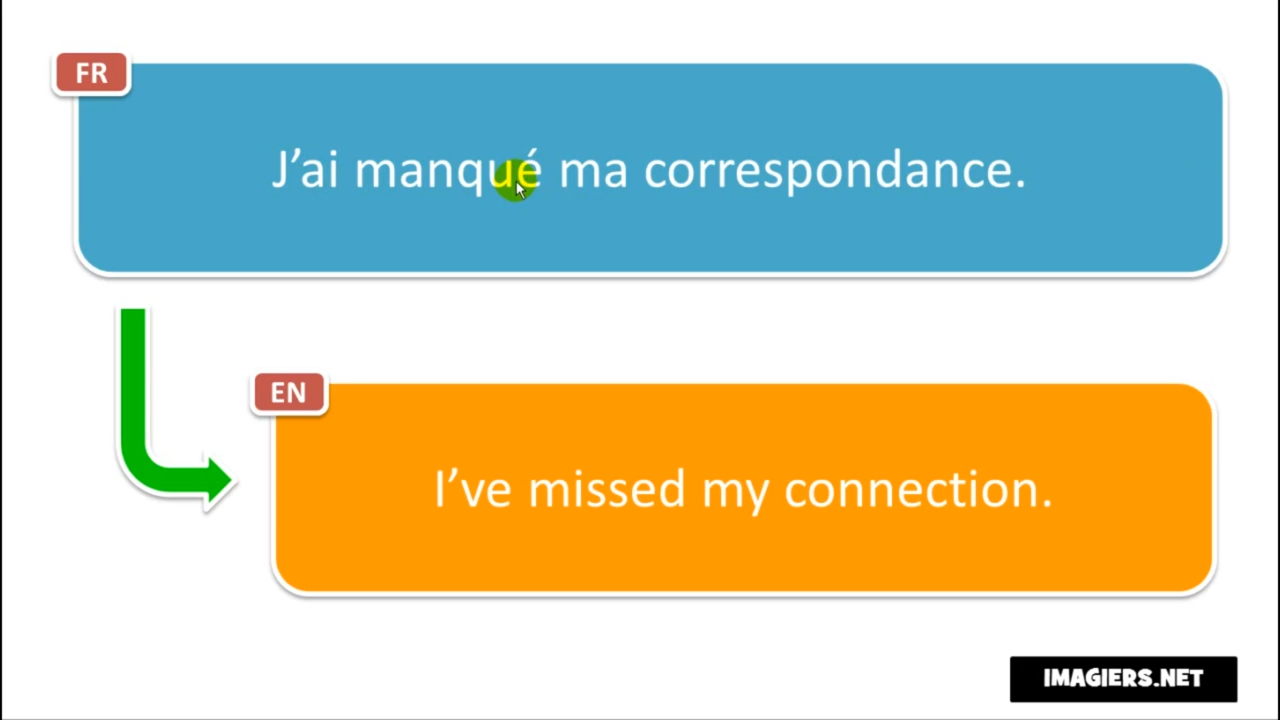 FR
J’ai manqué ma correspondance.
EN
I’ve missed my connection.
IMAGIERS.NET